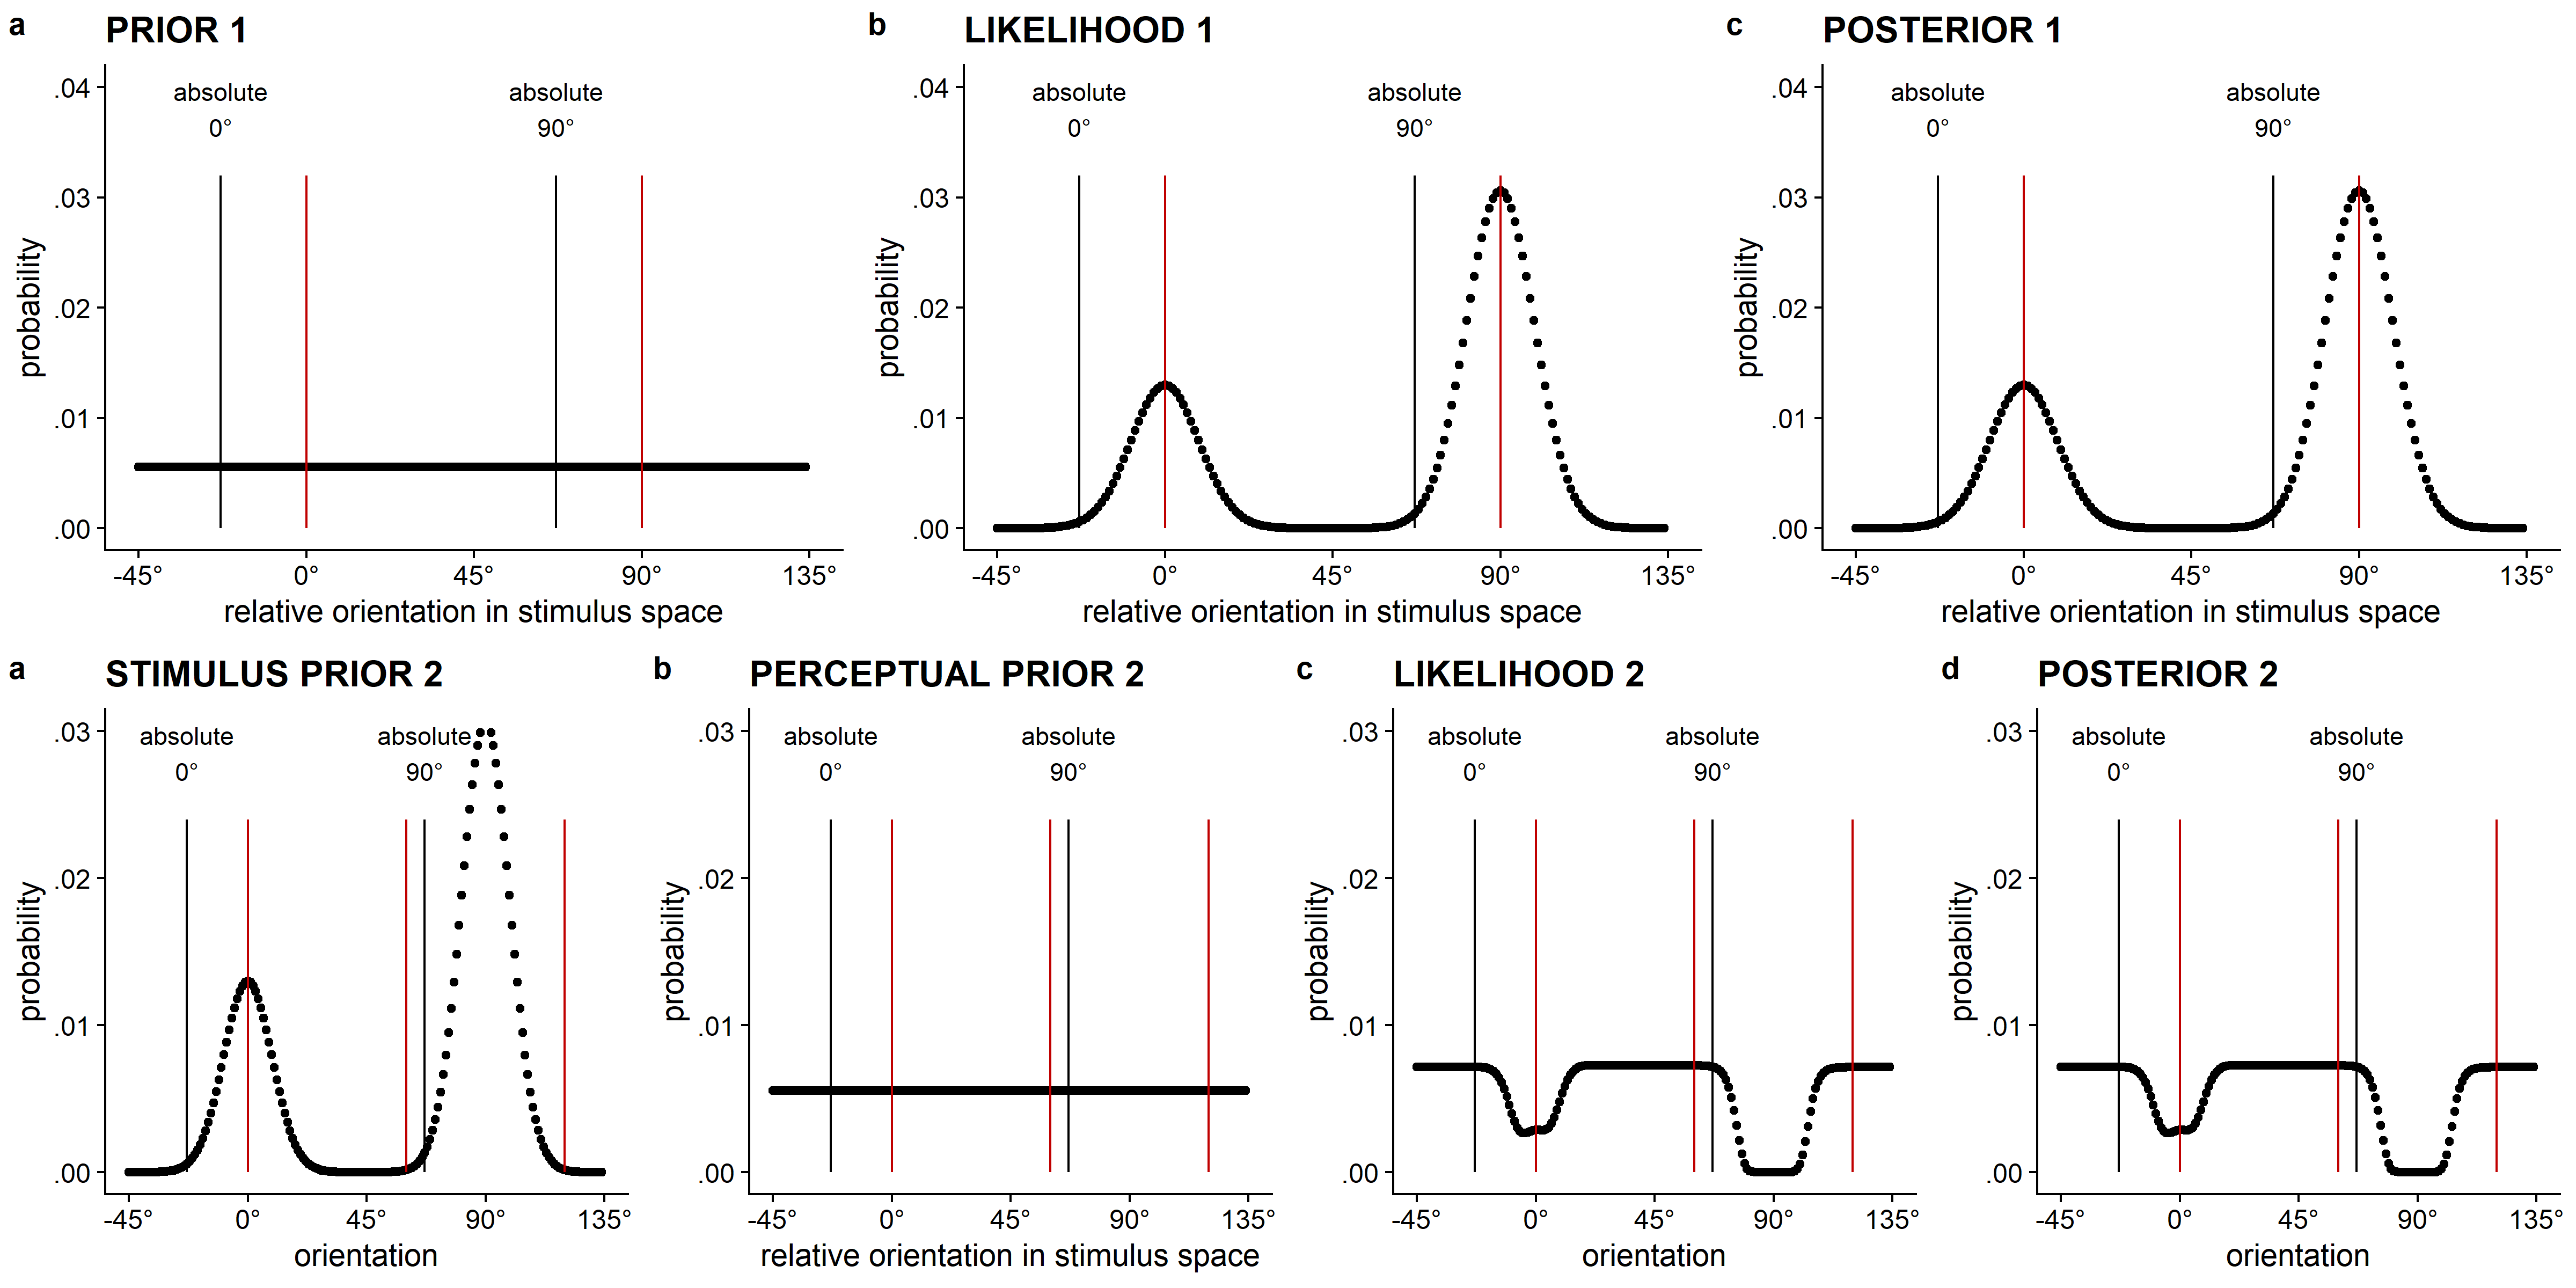 a PRIOR 1
absolute absolute
0° 90°
.04
.03
.02
.01
.00
probability
-45° 0° 45° 90° 135°
relative orientation in stimulus space
b LIKELIHOOD 1
absolute absolute
0° 90°
.04
.03
.02
.01
.00
probability
-45° 0° 45° 90° 135°
relative orientation in stimulus space
c POSTERIOR 1
absolute absolute
0° 90°
.04
.03
.02
.01
.00
probability
-45° 0° 45° 90° 135°
relative orientation in stimulus space
a STIMULUS PRIOR 2
absolute absolute
0° 90°
.03
.02
.01
.00
probability
-45° 0° 45° 90° 135°
orientation
b PERCEPTUAL PRIOR 2
absolute absolute
0° 90°
.03
.02
.01
.00
probability
-45° 0° 45° 90° 135°
relative orientation in stimulus space
c LIKELIHOOD 2
absolute absolute
0° 90°
.03
.02
.01
.00
probability
-45° 0° 45° 90° 135°
orientation
d POSTERIOR 2
absolute absolute
0° 90°
.03
.02
.01
.00
probability
-45° 0° 45° 90° 135°
orientation